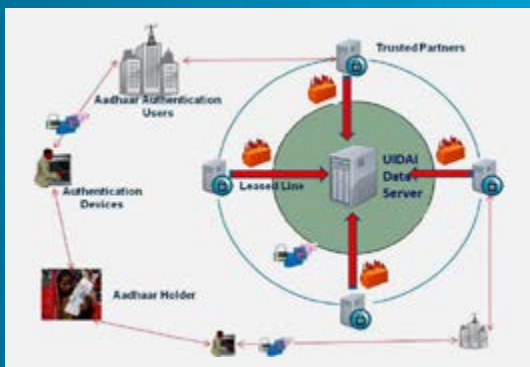 Trusted Partners
Aadhaar Authentication
Users
UIDAI
Data
Server
Leased Line
Authentication
Devices
Aadhaar Holder